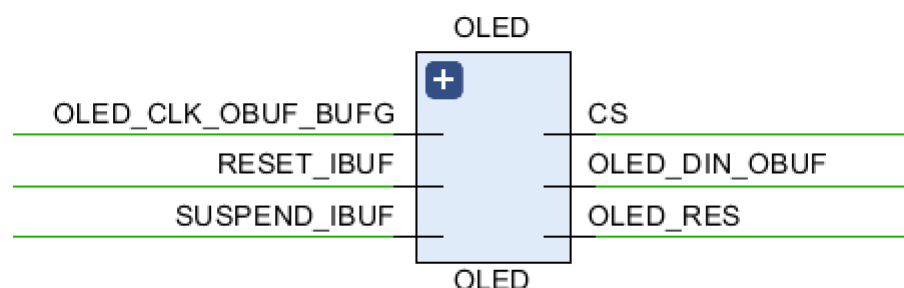 OLED
OLED_CLK_OBUF_BUFG
CS
RESET_IBUF
OLED_DIN_OBUF
SUSPEND_IBUF
OLED_RES
OLED